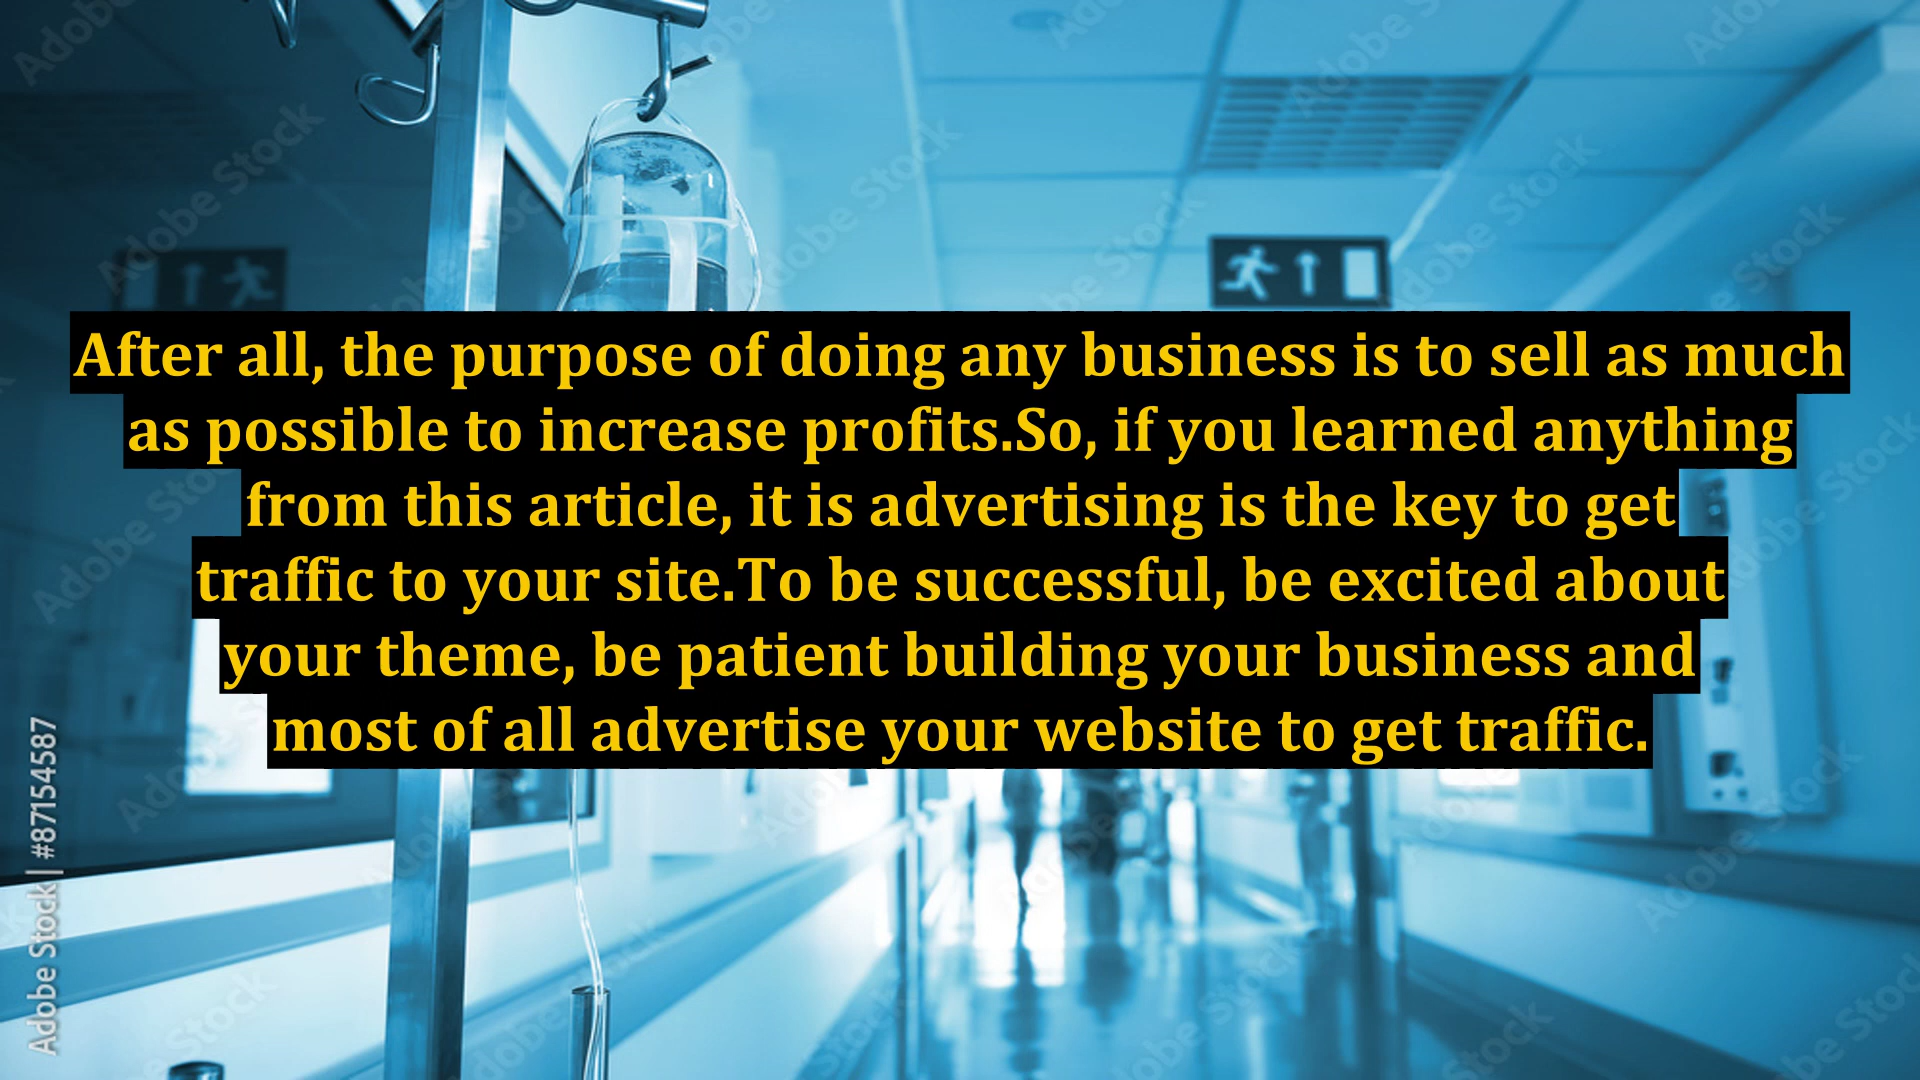 After all, the purpose of doing any business is to sell as much
as possible to increase profits.So, if you learned anything
from this article, it is advertising is the key to get
traffic to your site.To be successful, be excited about
your theme, be patient building your business and
most of all advertise your website to get traffic.
Adobe Stock | #87154587